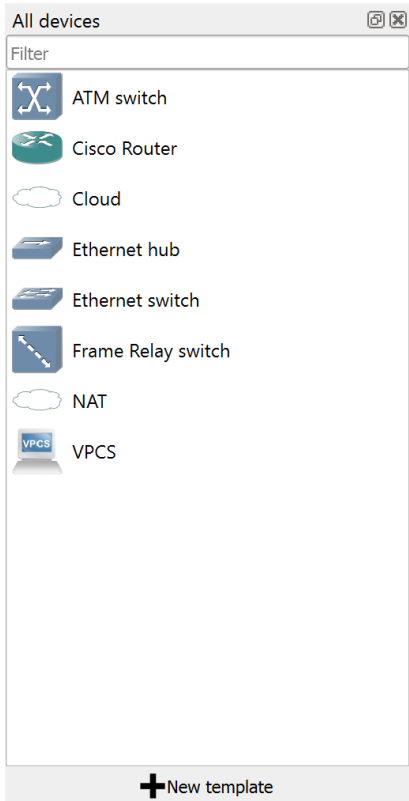 All devices
Filter
ATM switch
Cisco Router
Cloud
Ethernet hub
Ethernet switch
Frame Relay switch
NAT
VPCS
VPCS
New template